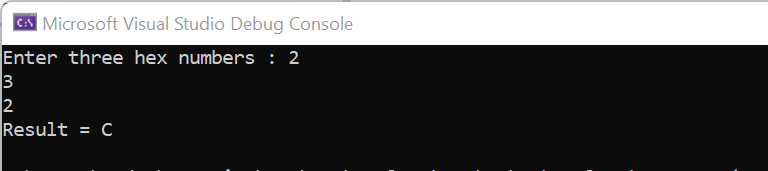 Microsoft Visual Studio Debug Console
Enter three hex numbers : 2
3
2
Result = C